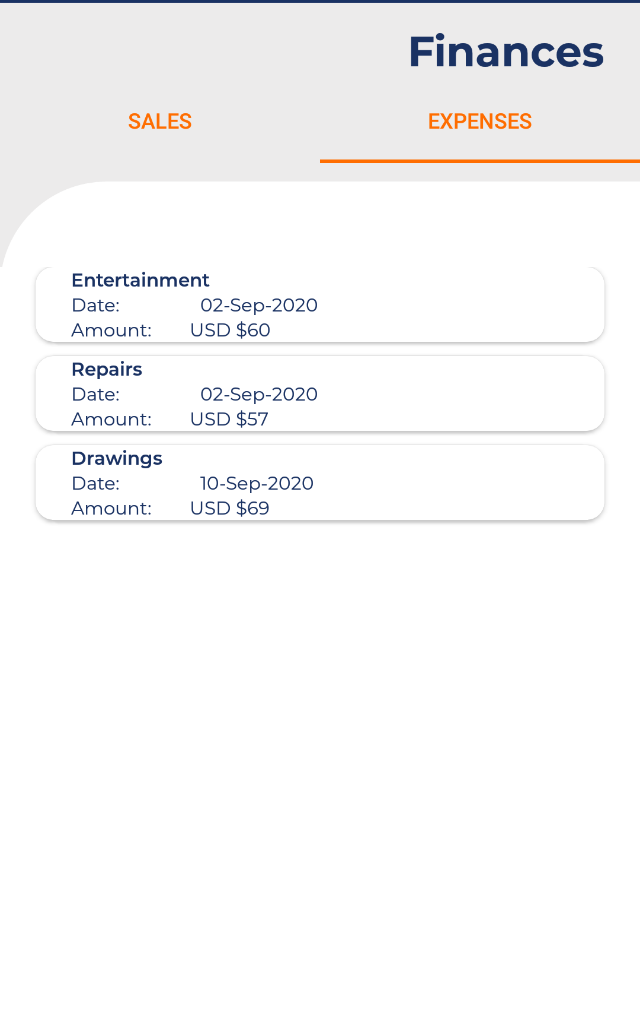 Finances
SALES EXPENSES
Entertainment
Date: 02-Sep-2020
Amount: USD $60
Repairs
Date: 02-Sep-2020
Amount: USD $57
Drawings
Date: 10-Sep-2020
Amount: USD $69